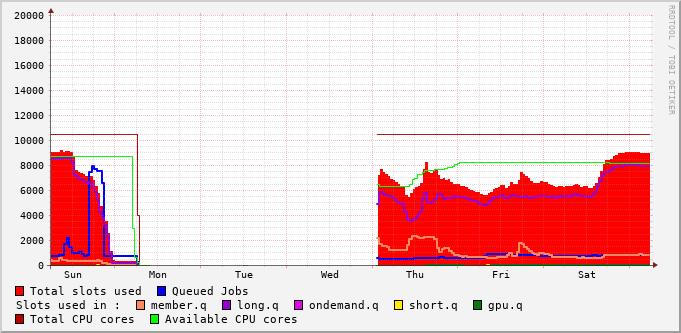 20000
18000
16000
14000
12000
10000
8000
6000
4000
2000
0
Sun Mon Tue Wed Thu Fri Sat
Total slots used Queued Jobs
Slots used in : member.q long.q ondemand.q short.q gpu.q
Total CPU cores Available CPU cores
RRDTOOL / TOBI OETIKER